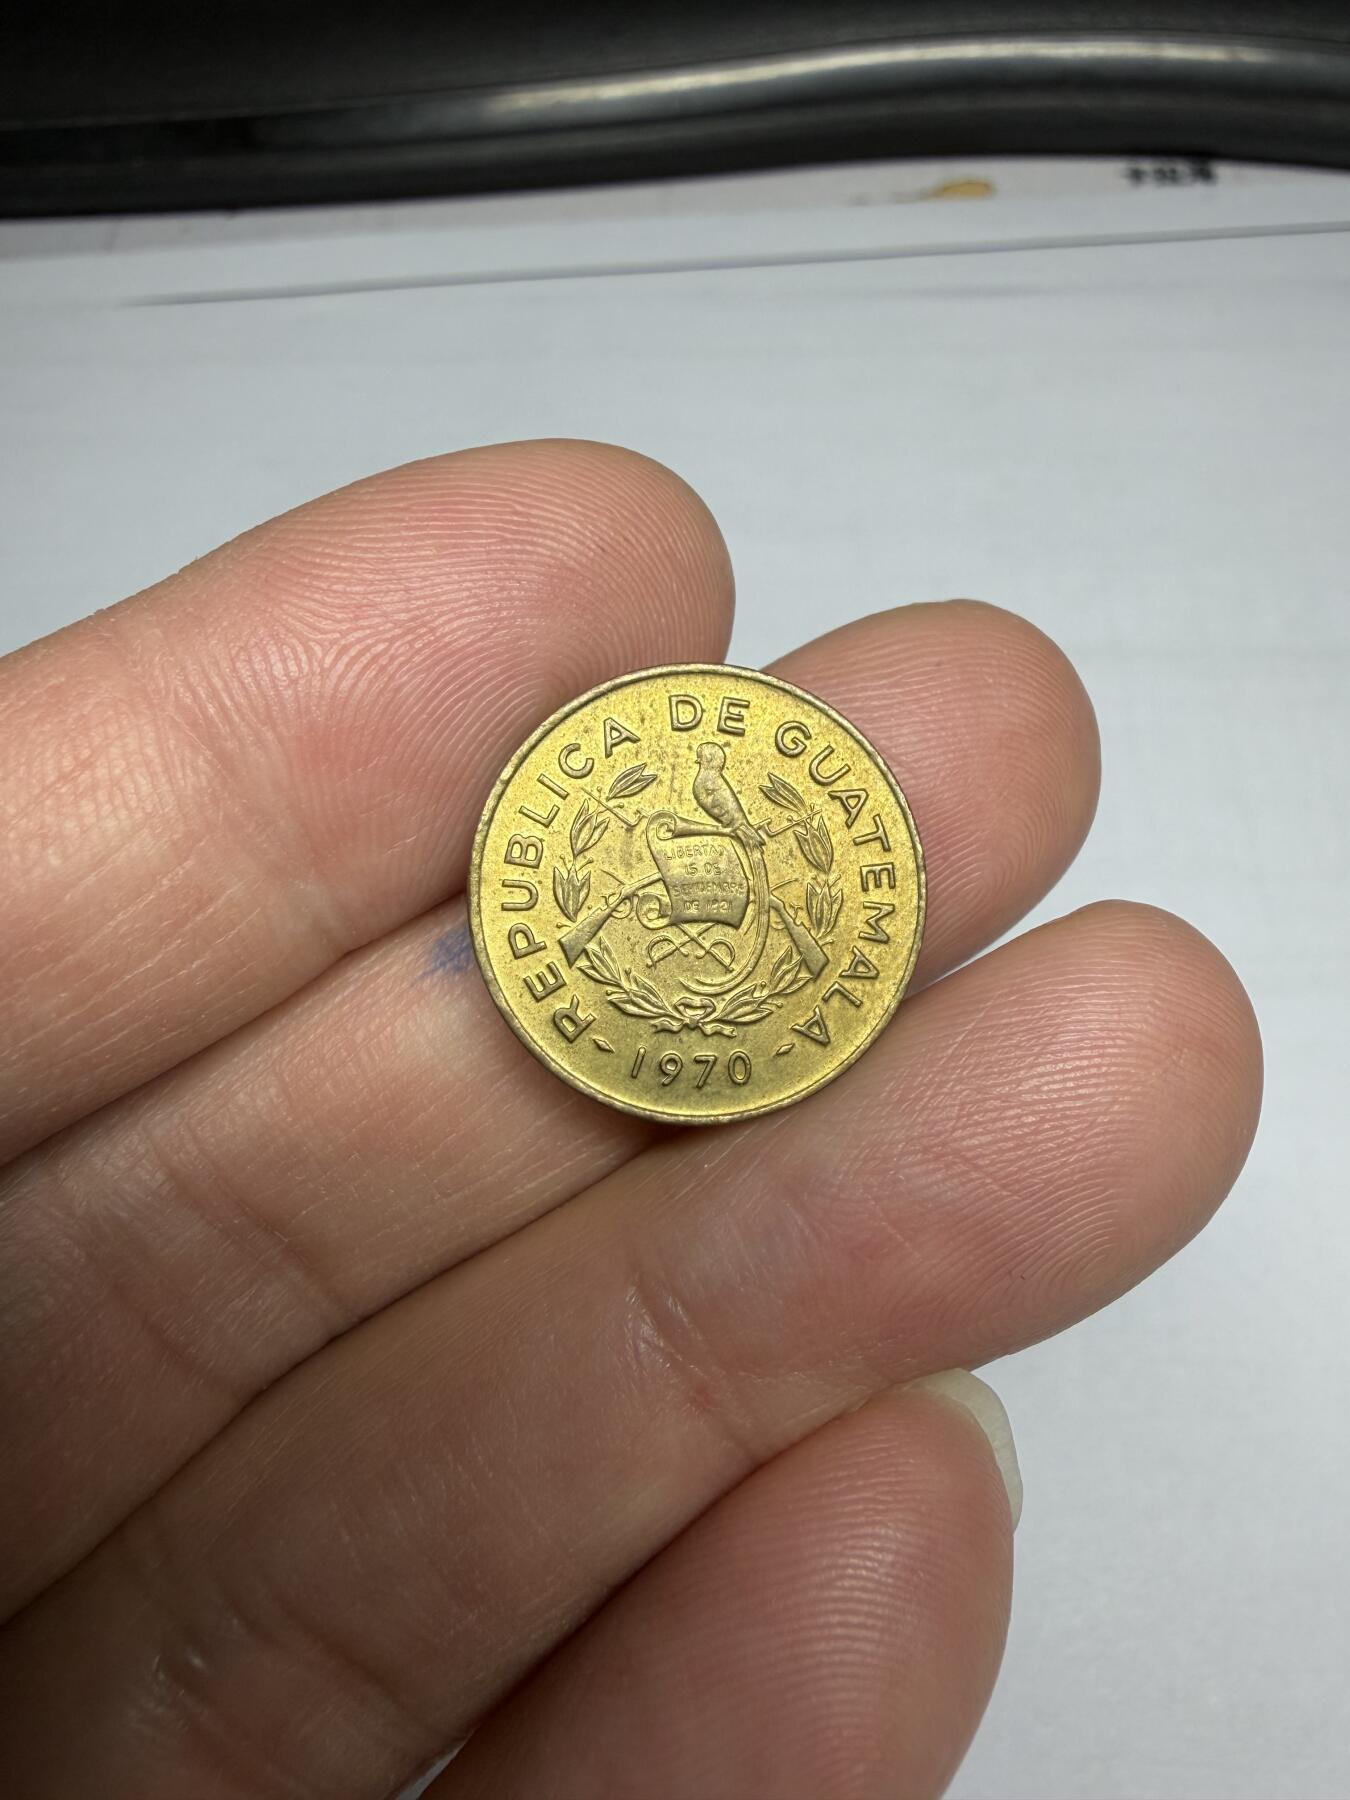 REPUBLICA DE GUATEMALA
LIBERTAD
15 DE
SEPTIEMBRE
DE 1821
1970